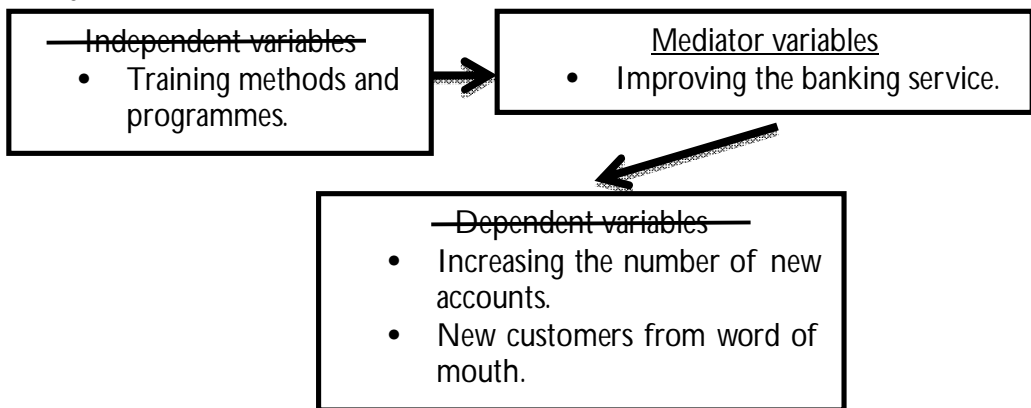 Independent variables
• Training methods and
programmes.
Mediator variables
• Improving the banking service.
Dependent variables
• Increasing the number of new
accounts.
• New customers from word of
mouth.